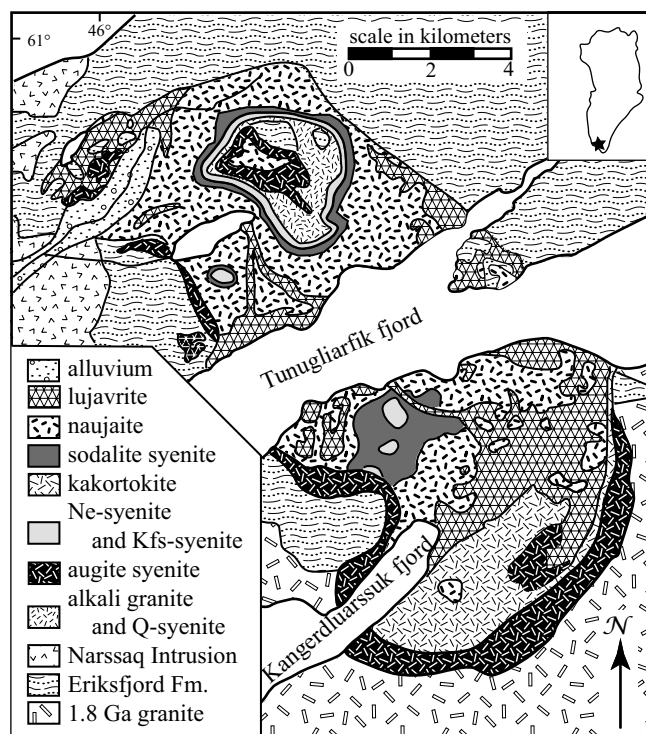 46°
61°
scale in kilometers
0 2 4
Tunugliarfik fjord
alluvium
lujavrite
naujaite
sodalite syenite
kakortokite
Ne-syenite
and Kfs-syenite
augite syenite
alkali granite
and Q-syenite
Narssaq Intrusion
Eriksfjord Fm.
1.8 Ga granite
Kangerdluarssuk fjord
N